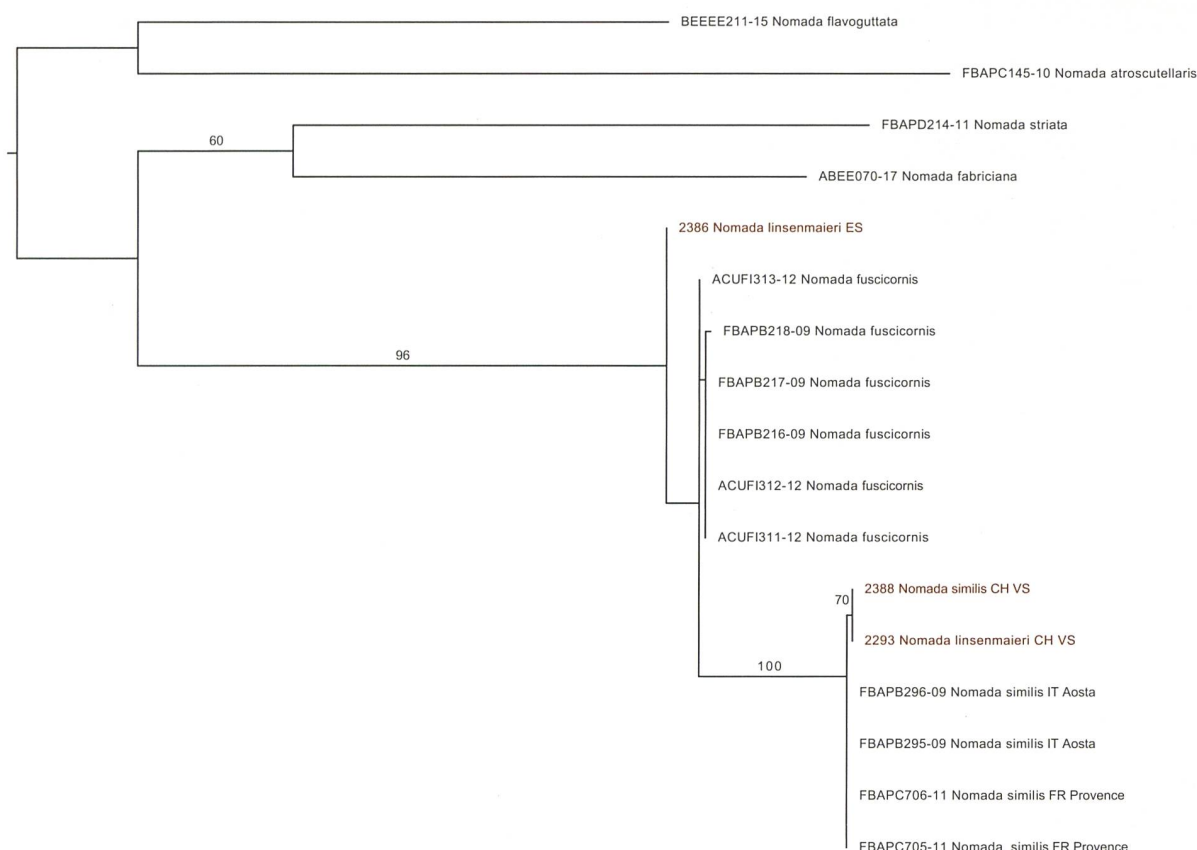 BEEEE211-15 Nomada flavoguttata
FBAPC145-10 Nomada atroscutellaris
FBAPD214-11 Nomada striata
60
ABEE070-17 Nomada fabriciana
2386 Nomada linsenmaieri ES
ACUFI313-12 Nomada fuscicornis
FBAPB218-09 Nomada fuscicornis
96
FBAPB217-09 Nomada fuscicornis
FBAPB216-09 Nomada fuscicornis
ACUFI312-12 Nomada fuscicornis
ACUFI311-12 Nomada fuscicornis
2388 Nomada similis CH VS
70
2293 Nomada linsenmaieri CH VS
100
FBAPB296-09 Nomada similis IT Aosta
FBAPB295-09 Nomada similis IT Aosta
FBAPC706-11 Nomada similis FR Provence
FBAPC705-11 Nomada similis FR Provence